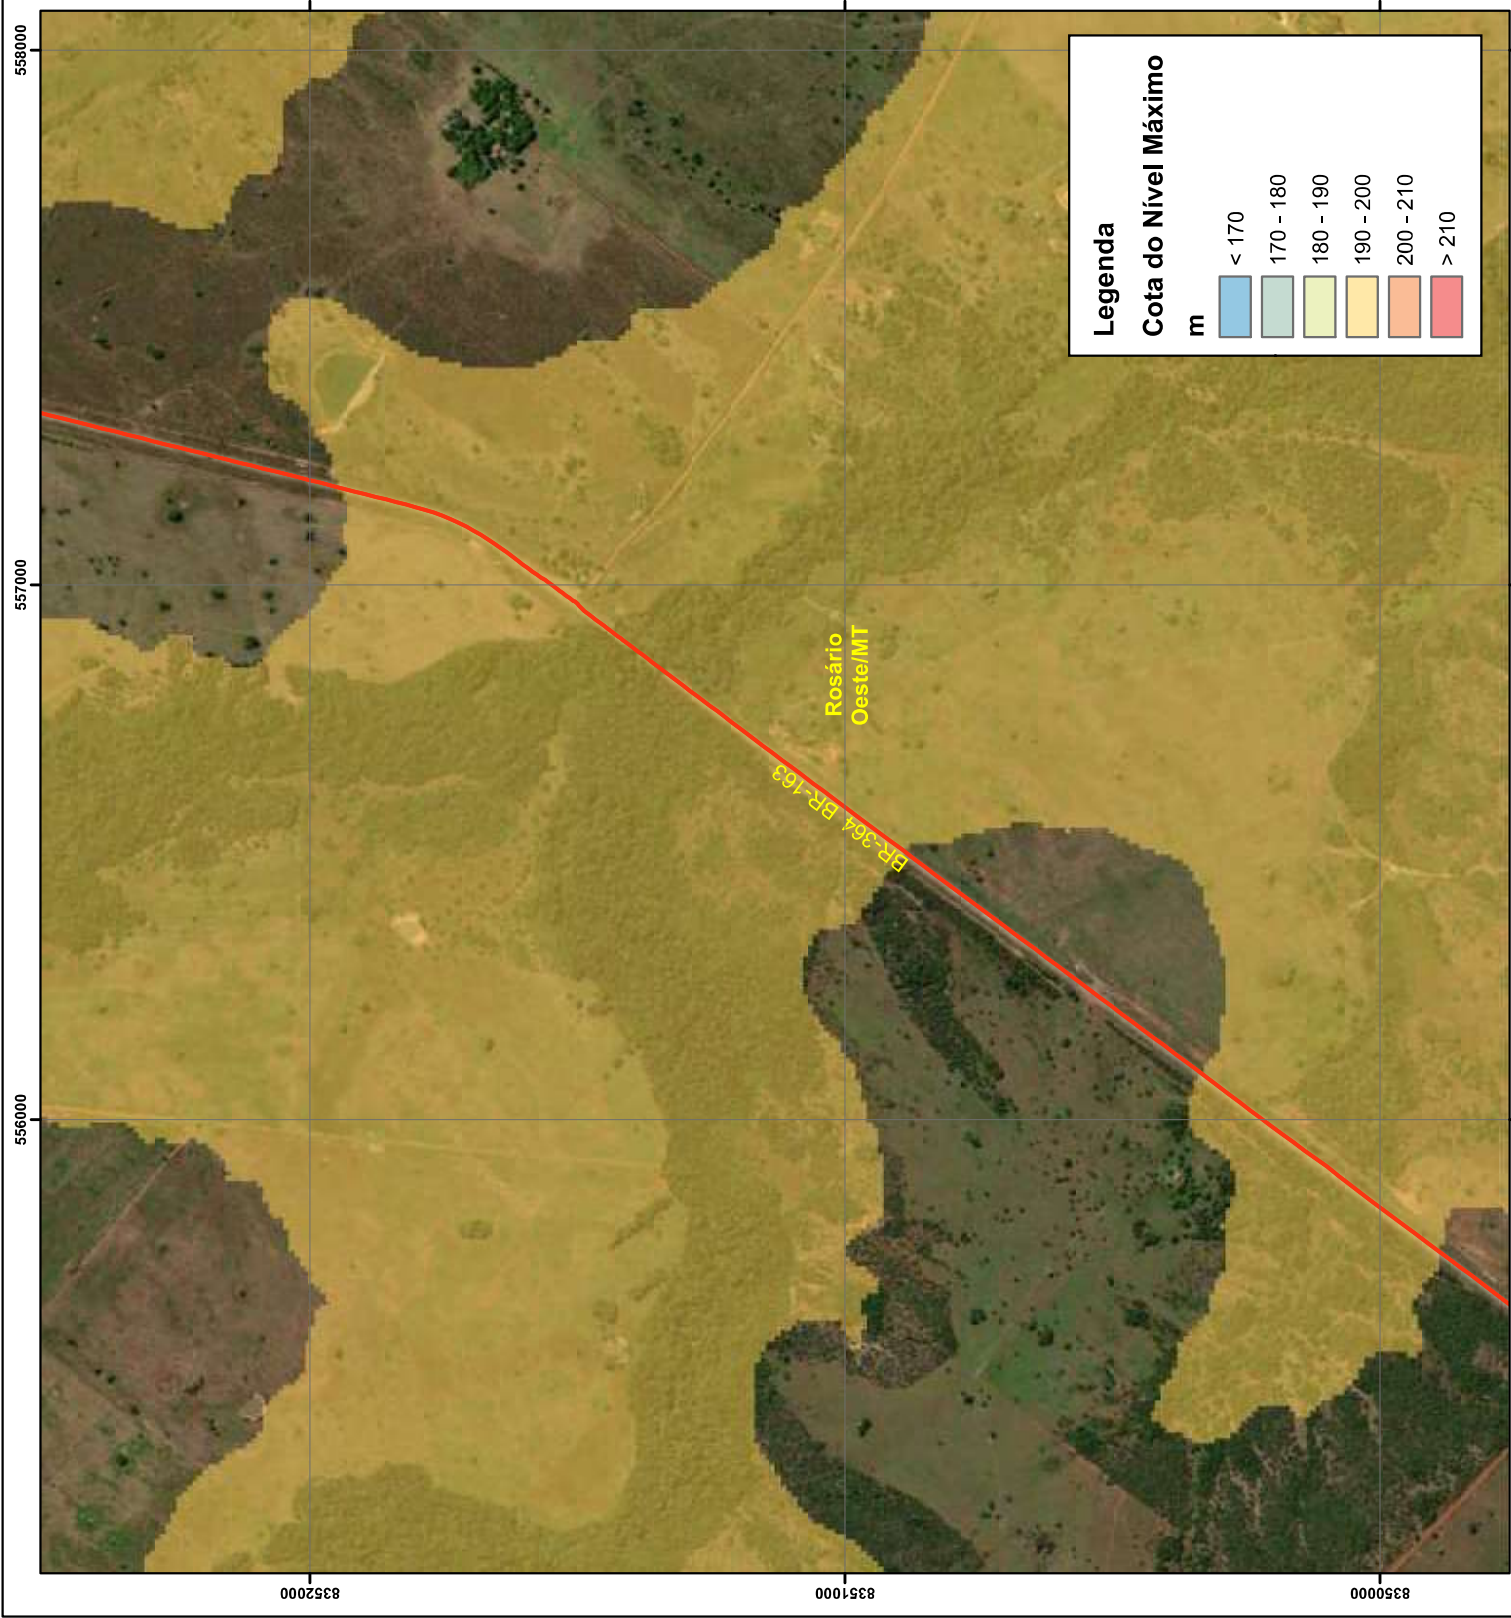 558000
557000
556000
8352000
8351000
8350000
Rosário
Oeste/MT
BR-364 BR-163
Legenda
Cota do Nível Máximo
m
< 170
170 - 180
180 - 190
190 - 200
200 - 210
> 210